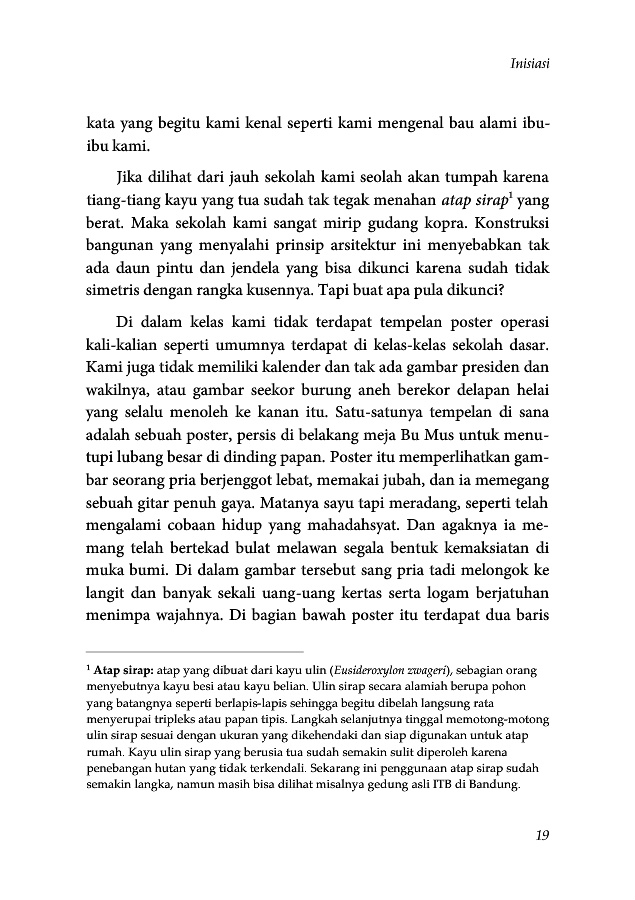 Inisiasi
kata yang begitu kami kenal seperti kami mengenal bau alami ibu-
ibu kami.
Jika dilihat dari jauh sekolah kami seolah akan tumpah karena
tiang-tiang kayu yang tua sudah tak tegak menahan atap sirap¹ yang
berat. Maka sekolah kami sangat mirip gudang kopra. Konstruksi
bangunan yang menyalahi prinsip arsitektur ini menyebabkan tak
ada daun pintu dan jendela yang bisa dikunci karena sudah tidak
simetris dengan rangka kusennya. Tapi buat apa pula dikunci?
Di dalam kelas kami tidak terdapat tempelan poster operasi
kali-kalian seperti umumnya terdapat di kelas-kelas sekolah dasar.
Kami juga tidak memiliki kalender dan tak ada gambar presiden dan
wakilnya, atau gambar seekor burung aneh berekor delapan helai
yang selalu menoleh ke kanan itu. Satu-satunya tempelan di sana
adalah sebuah poster, persis di belakang meja Bu Mus untuk menu-
tupi lubang besar di dinding papan. Poster itu memperlihatkan gam-
bar seorang pria berjenggot lebat, memakai jubah, dan ia memegang
sebuah gitar penuh gaya. Matanya sayu tapi meradang, seperti telah
mengalami cobaan hidup yang mahadahsyat. Dan agaknya ia me-
mang telah bertekad bulat melawan segala bentuk kemaksiatan di
muka bumi. Di dalam gambar tersebut sang pria tadi melongok ke
langit dan banyak sekali uang-uang kertas serta logam berjatuhan
menimpa wajahnya. Di bagian bawah poster itu terdapat dua baris
¹ Atap sirap: atap yang dibuat dari kayu ulin (Eusideroxylon zwageri), sebagian orang
menyebutnya kayu besi atau kayu belian. Ulin sirap secara alamiah berupa pohon
yang batangnya seperti berlapis-lapis sehingga begitu dibelah langsung rata
menyerupai tripleks atau papan tipis. Langkah selanjutnya tinggal memotong-motong
ulin sirap sesuai dengan ukuran yang dikehendaki dan siap digunakan untuk atap
rumah. Kayu ulin sirap yang berusia tua sudah semakin sulit diperoleh karena
penebangan hutan yang tidak terkendali. Sekarang ini penggunaan atap sirap sudah
semakin langka, namun masih bisa dilihat misalnya gedung asli ITB di Bandung.
19